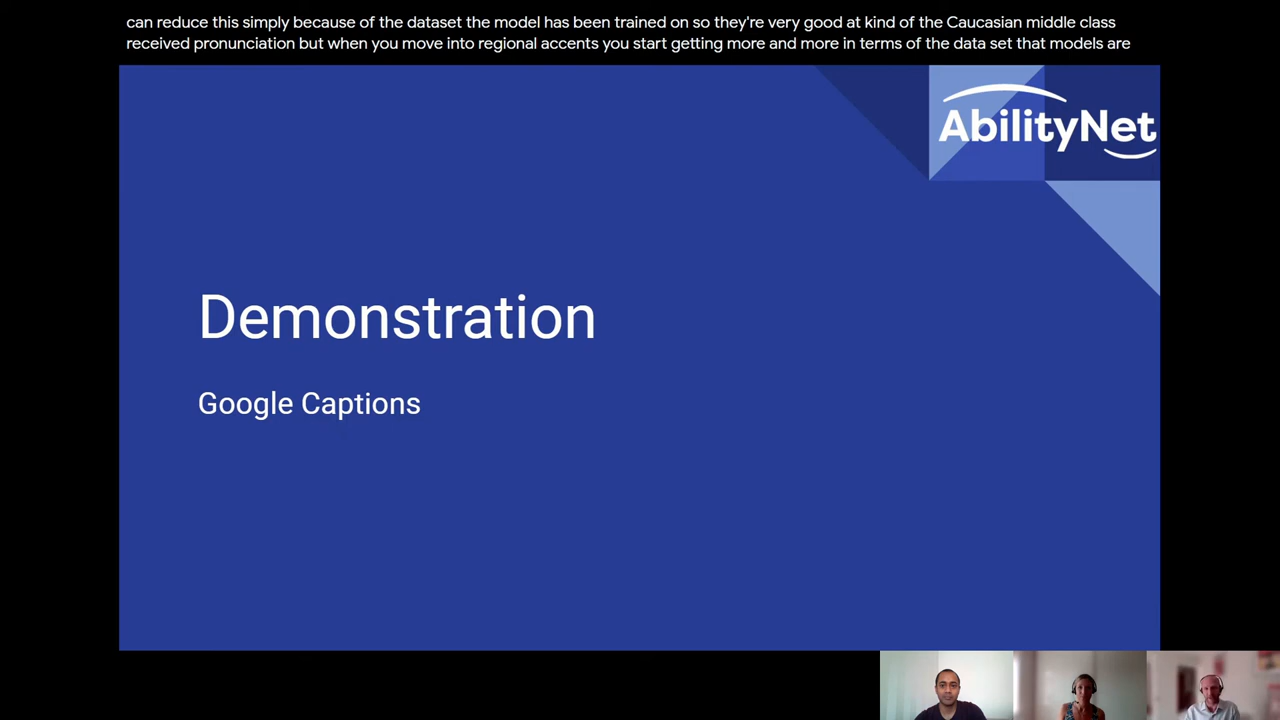 can reduce this simply because of the dataset the model has been trained on so they're very good at kind of the Caucasian middle class
received pronunciation but when you move into regional accents you start getting more and more in terms of the data set that models are
AbilityNet
Demonstration
Google Captions